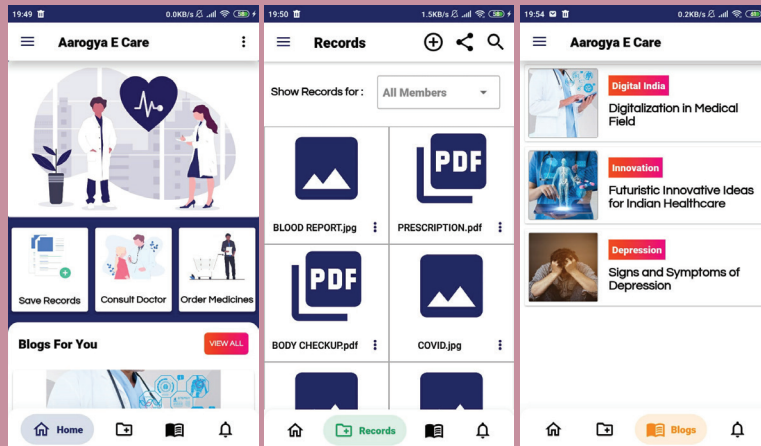 19:49
0.0KB/s
58
Aarogya E Care
Save Records
Consult Doctor
Order Medicines
Blogs For You
VIEW ALL
Home
19:50
1.5KB/s
58
Records
Show Records for :
All Members
BLOOD REPORT.jpg
PDF
PRESCRIPTION.pdf
PDF
BODY CHECKUP.pdf
COVID.jpg
Records
19:54
0.2KB/s
Aarogya E Care
Digital India
Digitalization in Medical
Field
Innovation
Futuristic Innovative Ideas
for Indian Healthcare
Depression
Signs and Symptoms of
Depression
Blogs